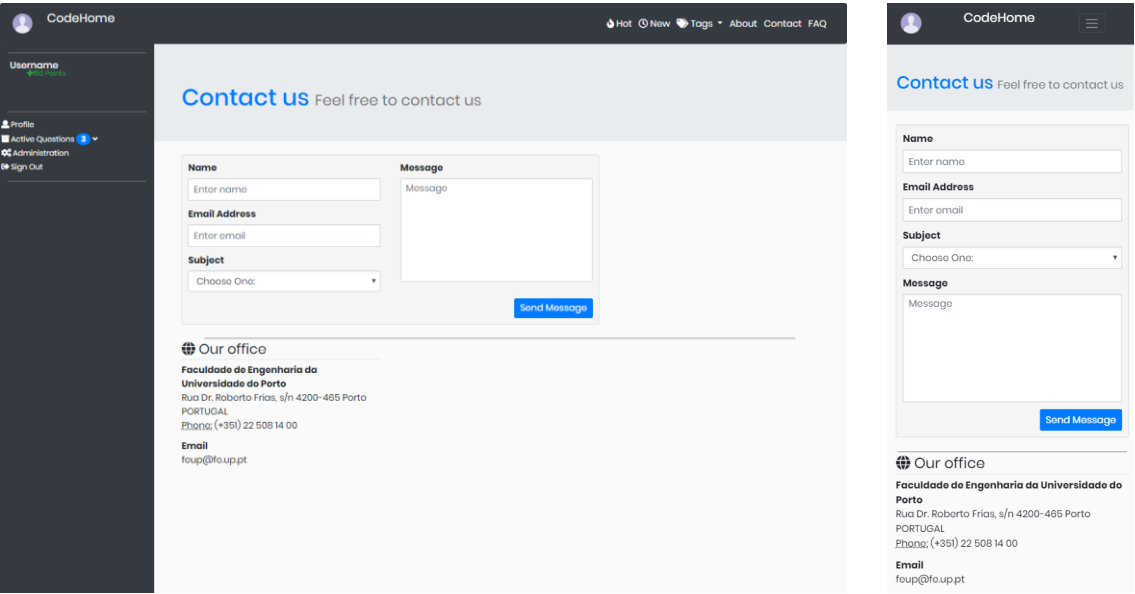 CodeHome
Hot New Tags About Contact FAQ
Username
+150 Points
Profile
Active Questions 3
Administration
Sign Out
Contact us Feel free to contact us
Name
Enter name
Email Address
Enter email
Subject
Choose One:
Message
Message
Send Message
Our office
Faculdade de Engenharia da
Universidade do Porto
Rua Dr. Roberto Frias, s/n 4200-465 Porto
PORTUGAL
Phone: (+351) 22 508 14 00
Email
feup@fe.up.pt
CodeHome
Contact us Feel free to contact us
Name
Enter name
Email Address
Enter email
Subject
Choose One:
Message
Message
Send Message
Our office
Faculdade de Engenharia da Universidade do
Porto
Rua Dr. Roberto Frias, s/n 4200-465 Porto
PORTUGAL
Phone: (+351) 22 508 14 00
Email
feup@fe.up.pt